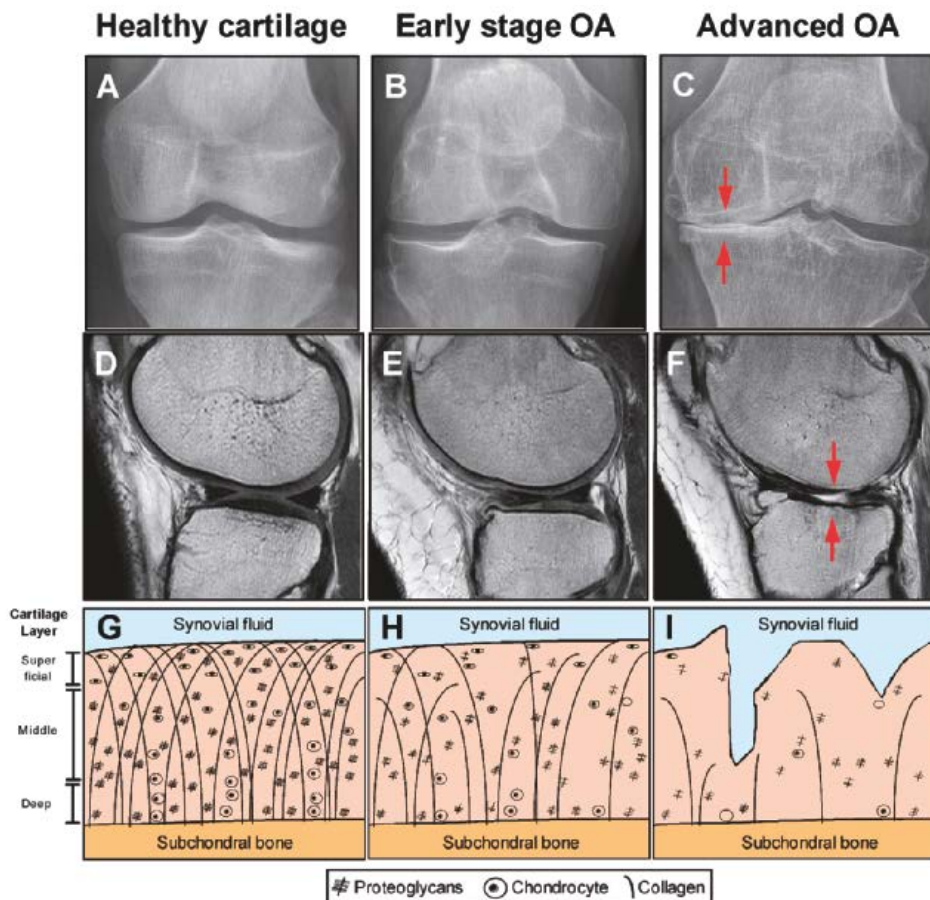 Healthy cartilage Early stage OA Advanced OA
A B C
D E F
Cartilage
Layer
G Synovial fluid H Synovial fluid I Synovial fluid
Super
ficial
Middle
Deep
Subchondral bone Subchondral bone Subchondral bone
Proteoglycans Chondrocyte Collagen